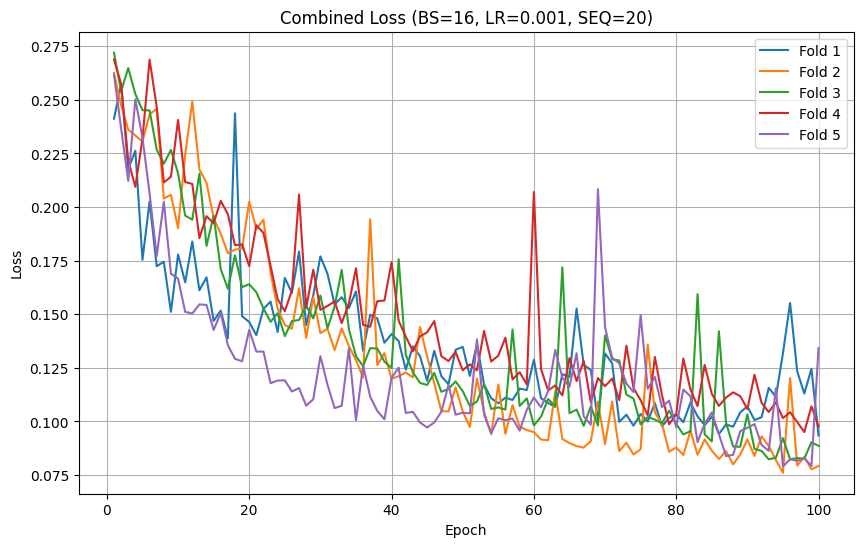 Combined Loss (BS=16, LR=0.001, SEQ=20)
Loss
0.275
0.250
0.225
0.200
0.175
0.150
0.125
0.100
0.075
Fold 1
Fold 2
Fold 3
Fold 4
Fold 5
0
20
40
60
80
100
Epoch